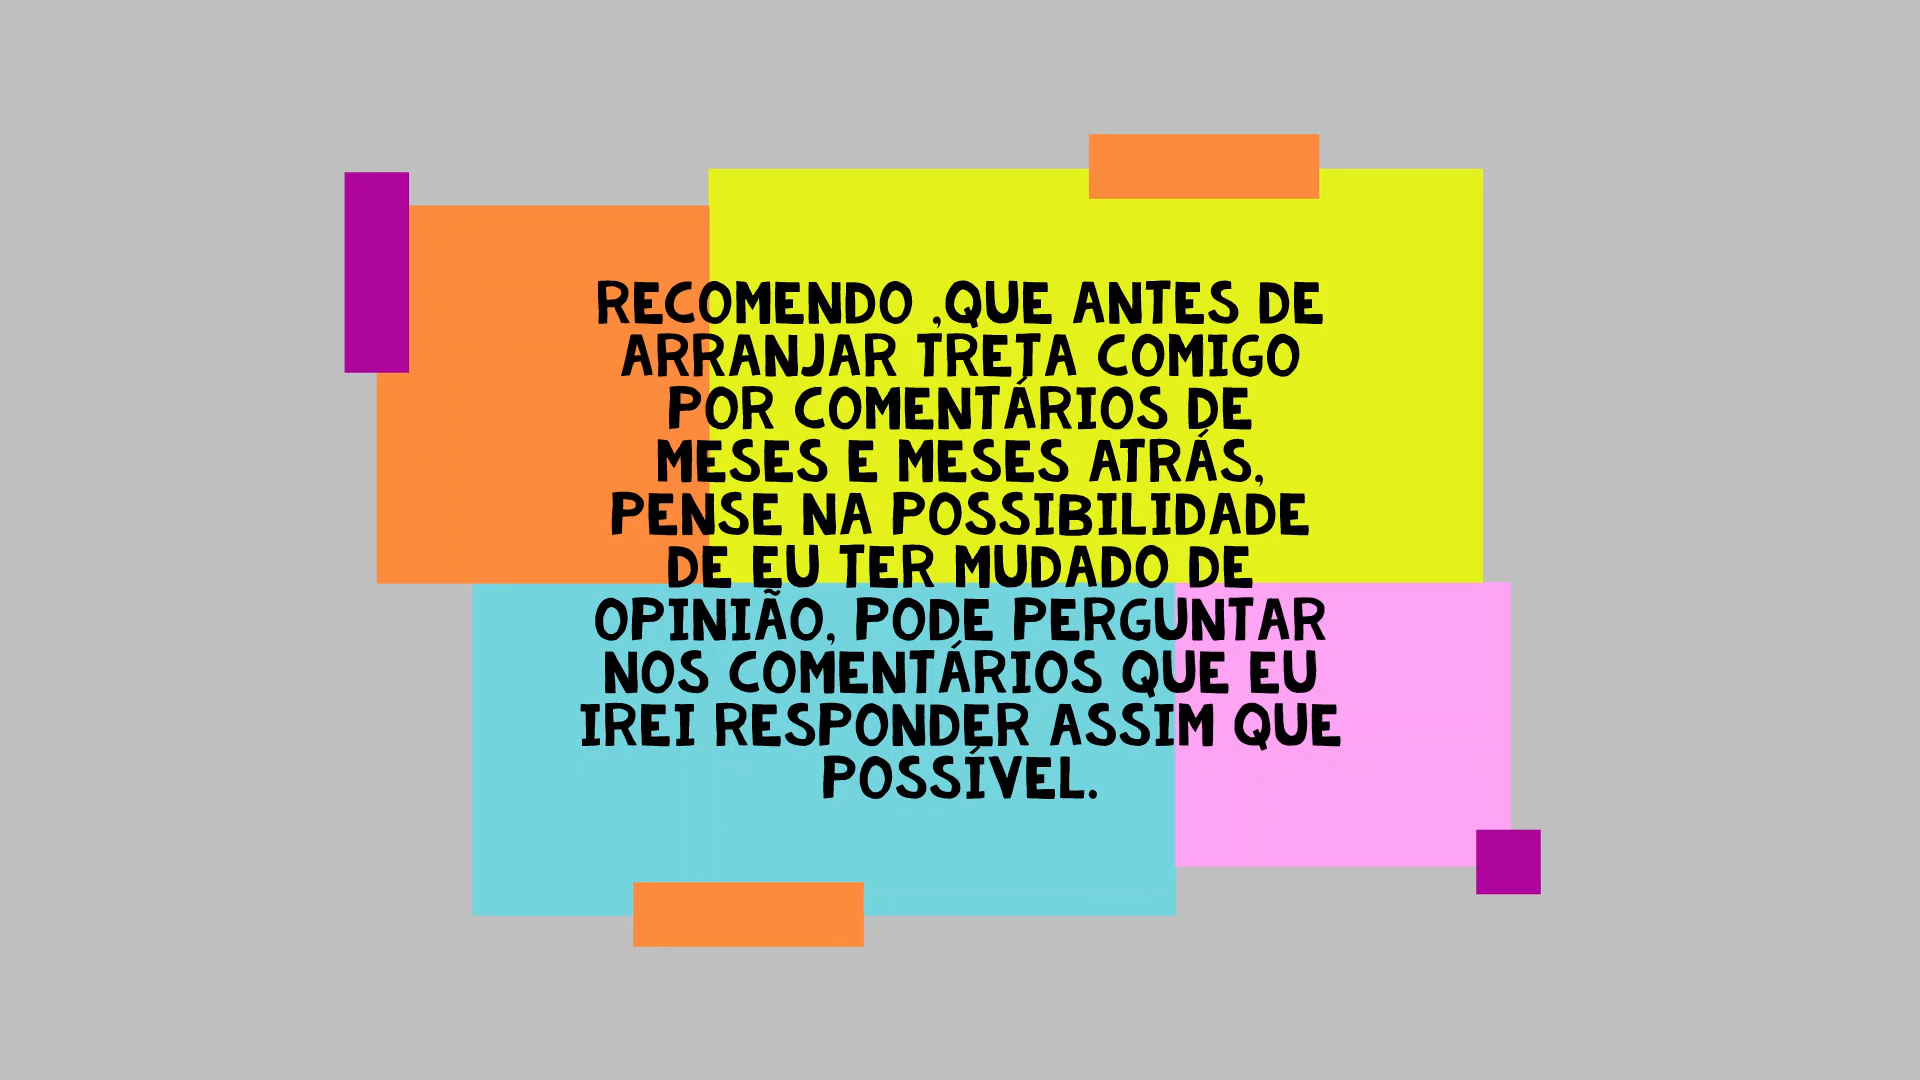 RECOMENDO ,QUE ANTES DE
ARRANJAR TRETA COMIGO
POR COMENTÁRIOS DE
MESES E MESES ATRÁS,
PENSE NA POSSIBILIDADE
DE EU TER MUDADO DE
OPINIÃO, PODE PERGUNTAR
NOS COMENTÁRIOS QUE EU
IREI RESPONDER ASSIM QUE
POSSÍVEL.